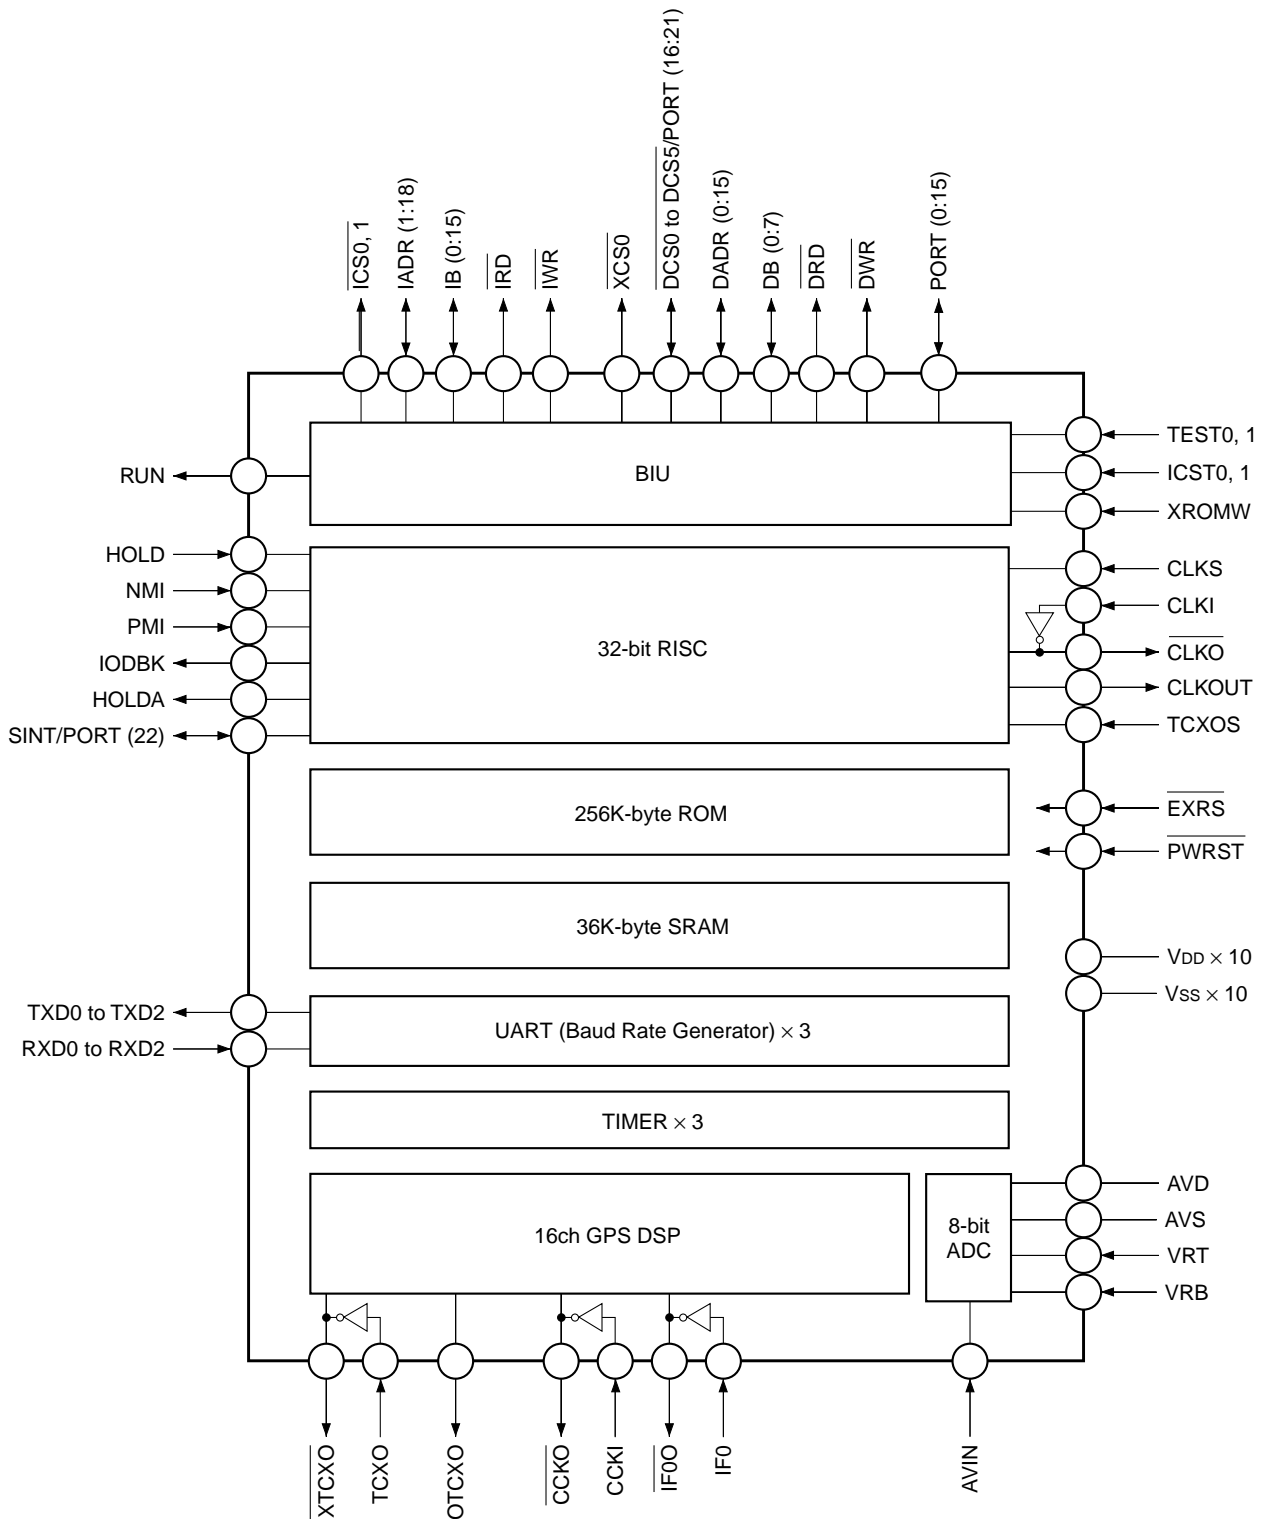 ICS0, 1
IADR (1:18)
IB (0:15)
IRD
IWR
XCS0
DCS0 to DCS5/PORT (16:21)
DADR (0:15)
DB (0:7)
DRD
DWR
PORT (0:15)
RUN
HOLD
NMI
PMI
IODBK
HOLDA
SINT/PORT (22)
TXD0 to TXD2
RXD0 to RXD2
BIU
32-bit RISC
256K-byte ROM
36K-byte SRAM
UART (Baud Rate Generator) × 3
TIMER × 3
16ch GPS DSP
8-bit
ADC
TEST0, 1
ICST0, 1
XROMW
CLKS
CLKI
CLKO
CLKOUT
TCXOS
EXRS
PWRST
VDD × 10
VSS × 10
AVD
AVS
VRT
VRB
XTCXO
TCXO
OTCXO
CCKO
CCKI
IF0O
IF0
AVIN